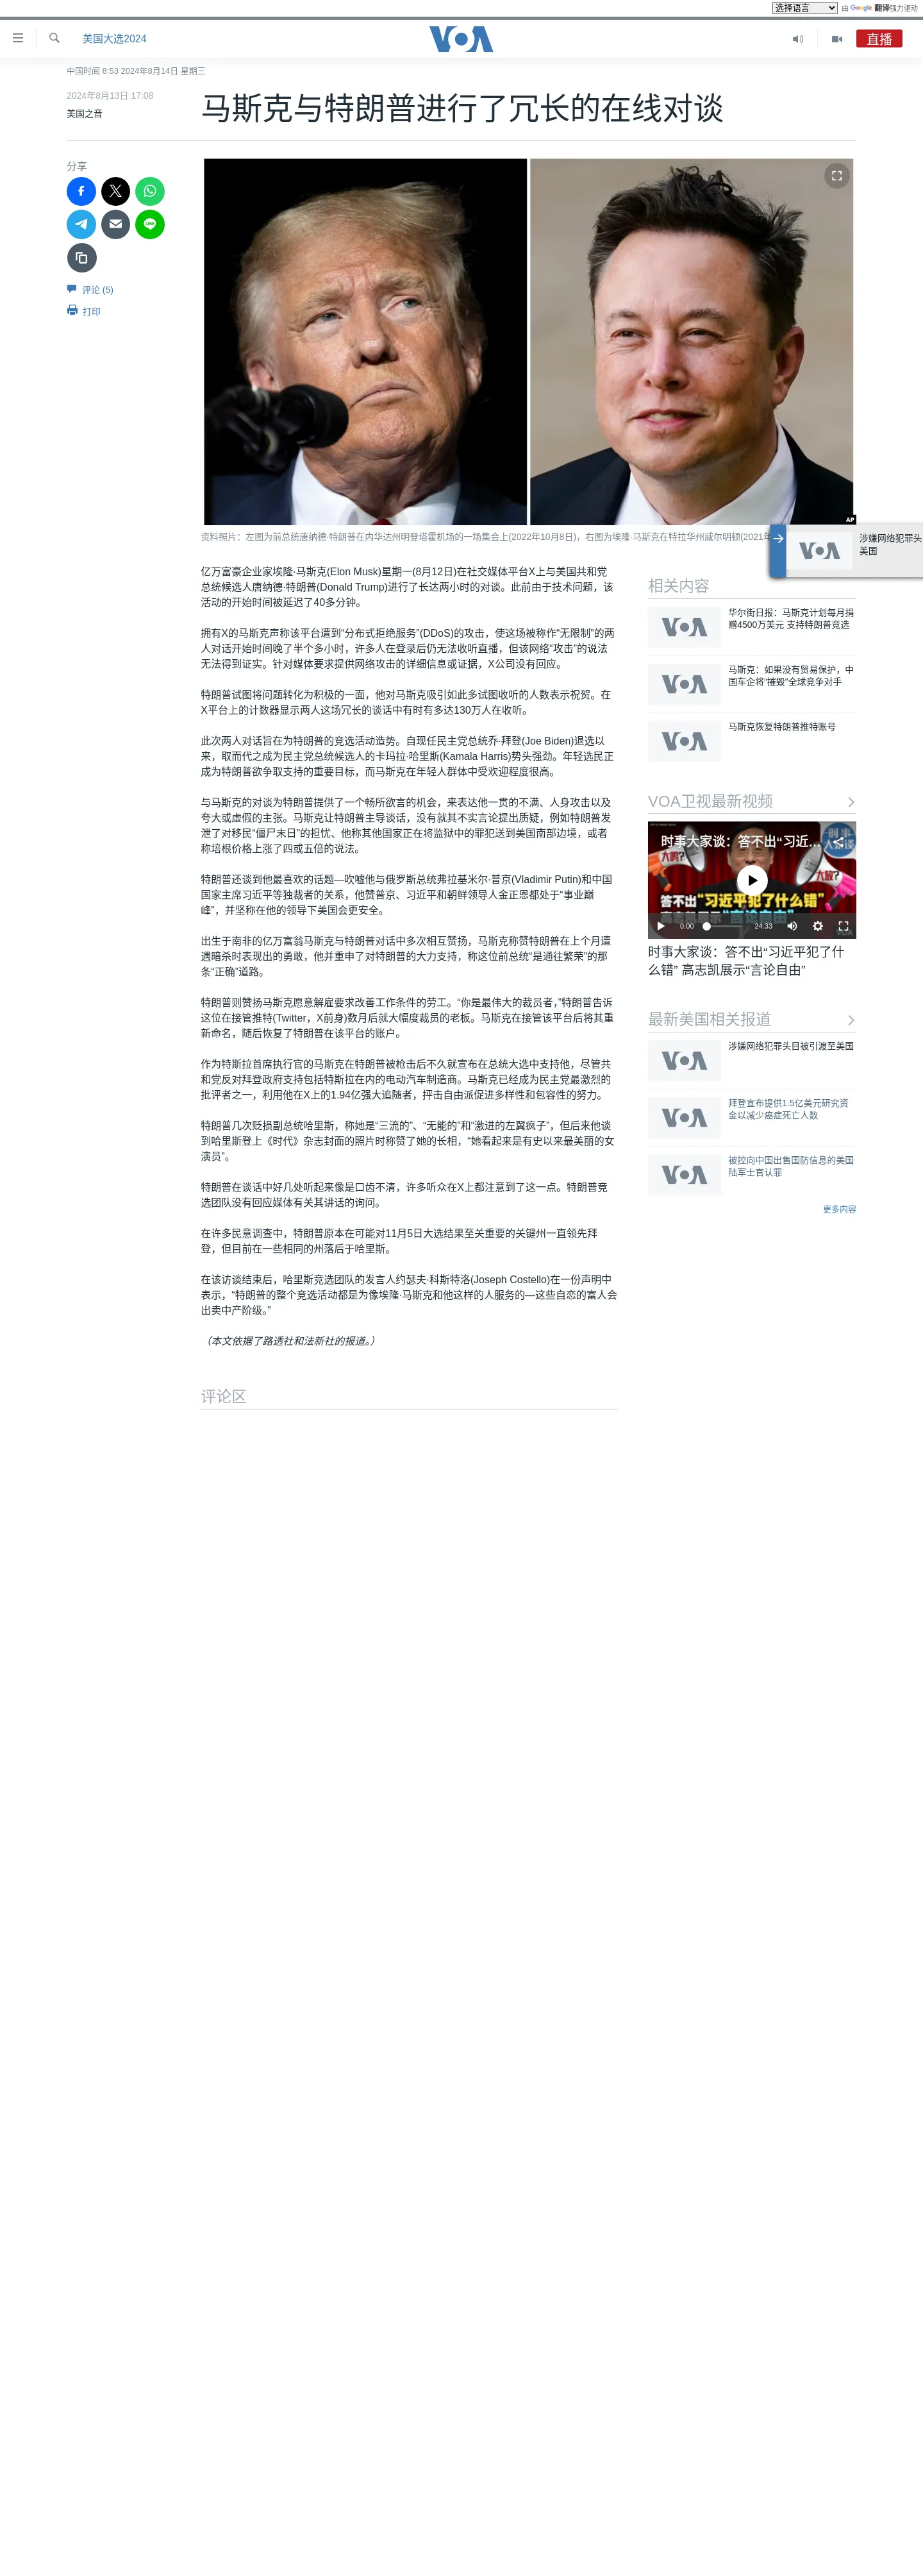 选择语言
由 Google 翻译强力驱动
美国大选2024
VOA
直播
中国时间 8:53 2024年8月14日 星期三
2024年8月13日 17:08
美国之音
马斯克与特朗普进行了冗长的在线对谈
分享
评论 (5)
打印
AP
资料照片：左图为前总统唐纳德·特朗普在内华达州明登塔霍机场的一场集会上(2022年10月8日)，右图为埃隆·马斯克在特拉华州威尔明顿(2021年
VOA
涉嫌网络犯罪头
美国
亿万富豪企业家埃隆·马斯克(Elon Musk)星期一(8月12日)在社交媒体平台X上与美国共和党
总统候选人唐纳德·特朗普(Donald Trump)进行了长达两小时的对谈。此前由于技术问题，该
活动的开始时间被延迟了40多分钟。
拥有X的马斯克声称该平台遭到“分布式拒绝服务”(DDoS)的攻击，使这场被称作“无限制”的两
人对话开始时间晚了半个多小时，许多人在登录后仍无法收听直播，但该网络“攻击”的说法
无法得到证实。针对媒体要求提供网络攻击的详细信息或证据，X公司没有回应。
特朗普试图将问题转化为积极的一面，他对马斯克吸引如此多试图收听的人数表示祝贺。在
X平台上的计数器显示两人这场冗长的谈话中有时有多达130万人在收听。
此次两人对话旨在为特朗普的竞选活动造势。自现任民主党总统乔·拜登(Joe Biden)退选以
来，取而代之成为民主党总统候选人的卡玛拉·哈里斯(Kamala Harris)势头强劲。年轻选民正
成为特朗普欲争取支持的重要目标，而马斯克在年轻人群体中受欢迎程度很高。
与马斯克的对谈为特朗普提供了一个畅所欲言的机会，来表达他一贯的不满、人身攻击以及
夸大或虚假的主张。马斯克让特朗普主导谈话，没有就其不实言论提出质疑，例如特朗普发
泄了对移民“僵尸末日”的担忧、他称其他国家正在将监狱中的罪犯送到美国南部边境，或者
称培根价格上涨了四或五倍的说法。
特朗普还谈到他最喜欢的话题—吹嘘他与俄罗斯总统弗拉基米尔·普京(Vladimir Putin)和中国
国家主席习近平等独裁者的关系，他赞普京、习近平和朝鲜领导人金正恩都处于“事业巅
峰”，并坚称在他的领导下美国会更安全。
出生于南非的亿万富翁马斯克与特朗普对话中多次相互赞扬，马斯克称赞特朗普在上个月遭
遇暗杀时表现出的勇敢，他并重申了对特朗普的大力支持，称这位前总统“是通往繁荣”的那
条“正确”道路。
特朗普则赞扬马斯克愿意解雇要求改善工作条件的劳工。“你是最伟大的裁员者，”特朗普告诉
这位在接管推特(Twitter，X前身)数月后就大幅度裁员的老板。马斯克在接管该平台后将其重
新命名，随后恢复了特朗普在该平台的账户。
作为特斯拉首席执行官的马斯克在特朗普被枪击后不久就宣布在总统大选中支持他，尽管共
和党反对拜登政府支持包括特斯拉在内的电动汽车制造商。马斯克已经成为民主党最激烈的
批评者之一，利用他在X上的1.94亿强大追随者，抨击自由派促进多样性和包容性的努力。
特朗普几次贬损副总统哈里斯，称她是“三流的”、“无能的”和“激进的左翼疯子”，但后来他谈
到哈里斯登上《时代》杂志封面的照片时称赞了她的长相，“她看起来是有史以来最美丽的女
演员”。
特朗普在谈话中好几处听起来像是口齿不清，许多听众在X上都注意到了这一点。特朗普竞
选团队没有回应媒体有关其讲话的询问。
在许多民意调查中，特朗普原本在可能对11月5日大选结果至关重要的关键州一直领先拜
登，但目前在一些相同的州落后于哈里斯。
在该访谈结束后，哈里斯竞选团队的发言人约瑟夫·科斯特洛(Joseph Costello)在一份声明中
表示，“特朗普的整个竞选活动都是为像埃隆·马斯克和他这样的人服务的—这些自恋的富人会
出卖中产阶级。”
（本文依据了路透社和法新社的报道。）
评论区
相关内容
VOA
华尔街日报：马斯克计划每月捐
赠4500万美元 支持特朗普竞选
VOA
马斯克：如果没有贸易保护，中
国车企将“摧毁”全球竞争对手
VOA
马斯克恢复特朗普推特账号
VOA卫视最新视频
时事大家谈：答不出“习近...
答不出“习近平犯了什么错”
0:00
24:33
时事大家谈：答不出“习近平犯了什
么错” 高志凯展示“言论自由”
最新美国相关报道
VOA
涉嫌网络犯罪头目被引渡至美国
VOA
拜登宣布提供1.5亿美元研究资
金以减少癌症死亡人数
VOA
被控向中国出售国防信息的美国
陆军士官认罪
更多内容